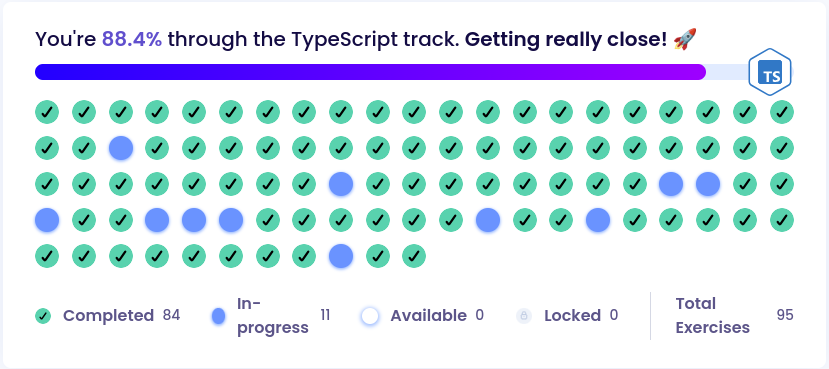 You're 88.4% through the TypeScript track. Getting really close! 🚀
TS
Completed 84
In-progress 11
Available 0
Locked 0
Total Exercises 95